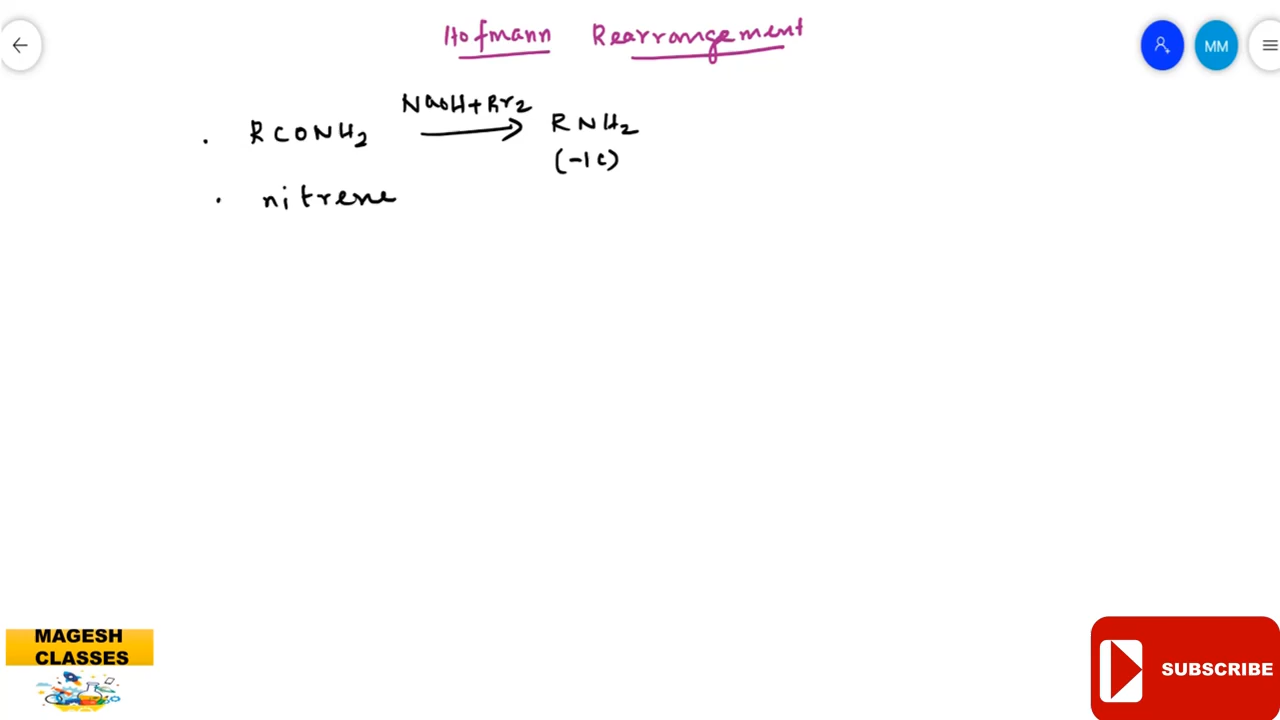 Hofmann Rearrangement
MM
. RCONH2 NaOH+Br2 RNH2
(-1C)
. nitrene
MAGESH
CLASSES
SUBSCRIBE